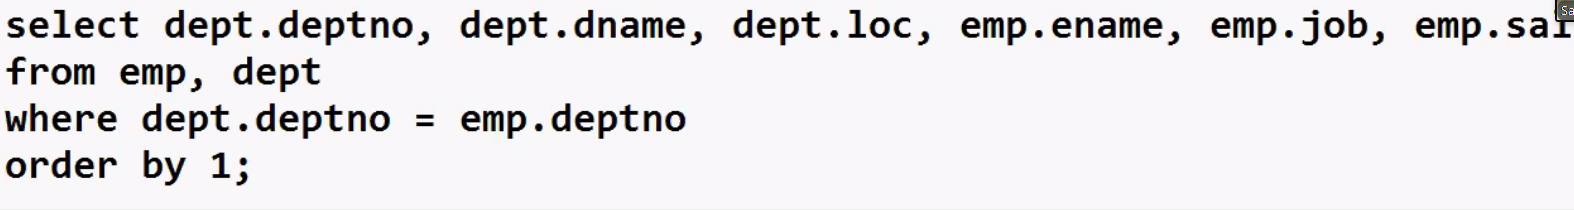 select dept.deptno, dept.dname, dept.loc, emp.ename, emp.job, emp.sal
from emp, dept
where dept.deptno = emp.deptno
order by 1;